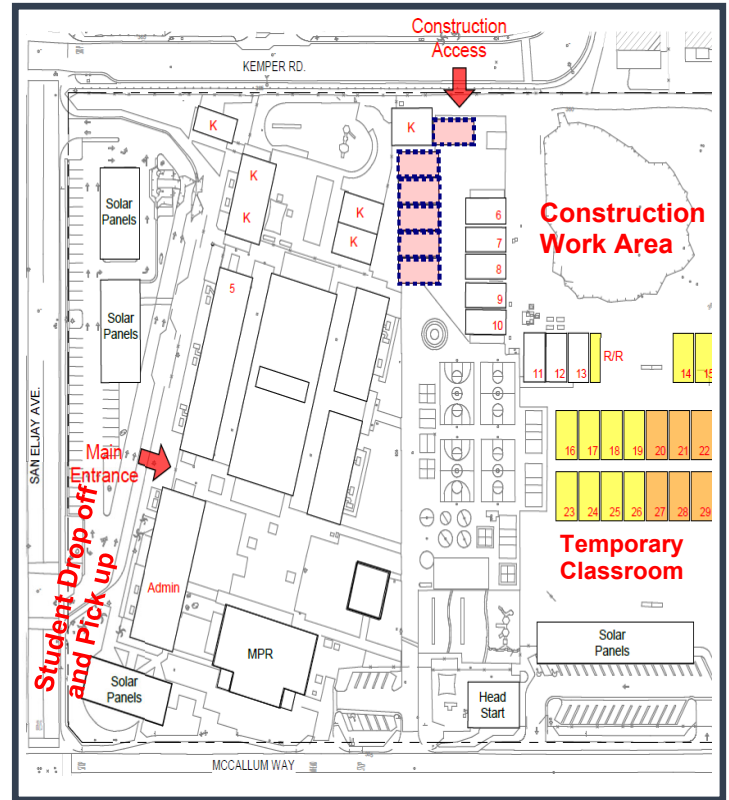 Construction
Access
KEMPER RD.
K
K
K
K
K
K
Solar
Panels
6
Construction
Work Area
7
8
5
9
Solar
Panels
10
11
12
13
R/R
14
15
SAN ELJAY AVE.
Main
Entrance
16
17
18
19
20
21
22
23
24
25
26
27
28
29
Student Drop off
and Pick up
Temporary
Classroom
Admin
MPR
Solar
Panels
Solar
Panels
Head
Start
MCCALLUM WAY